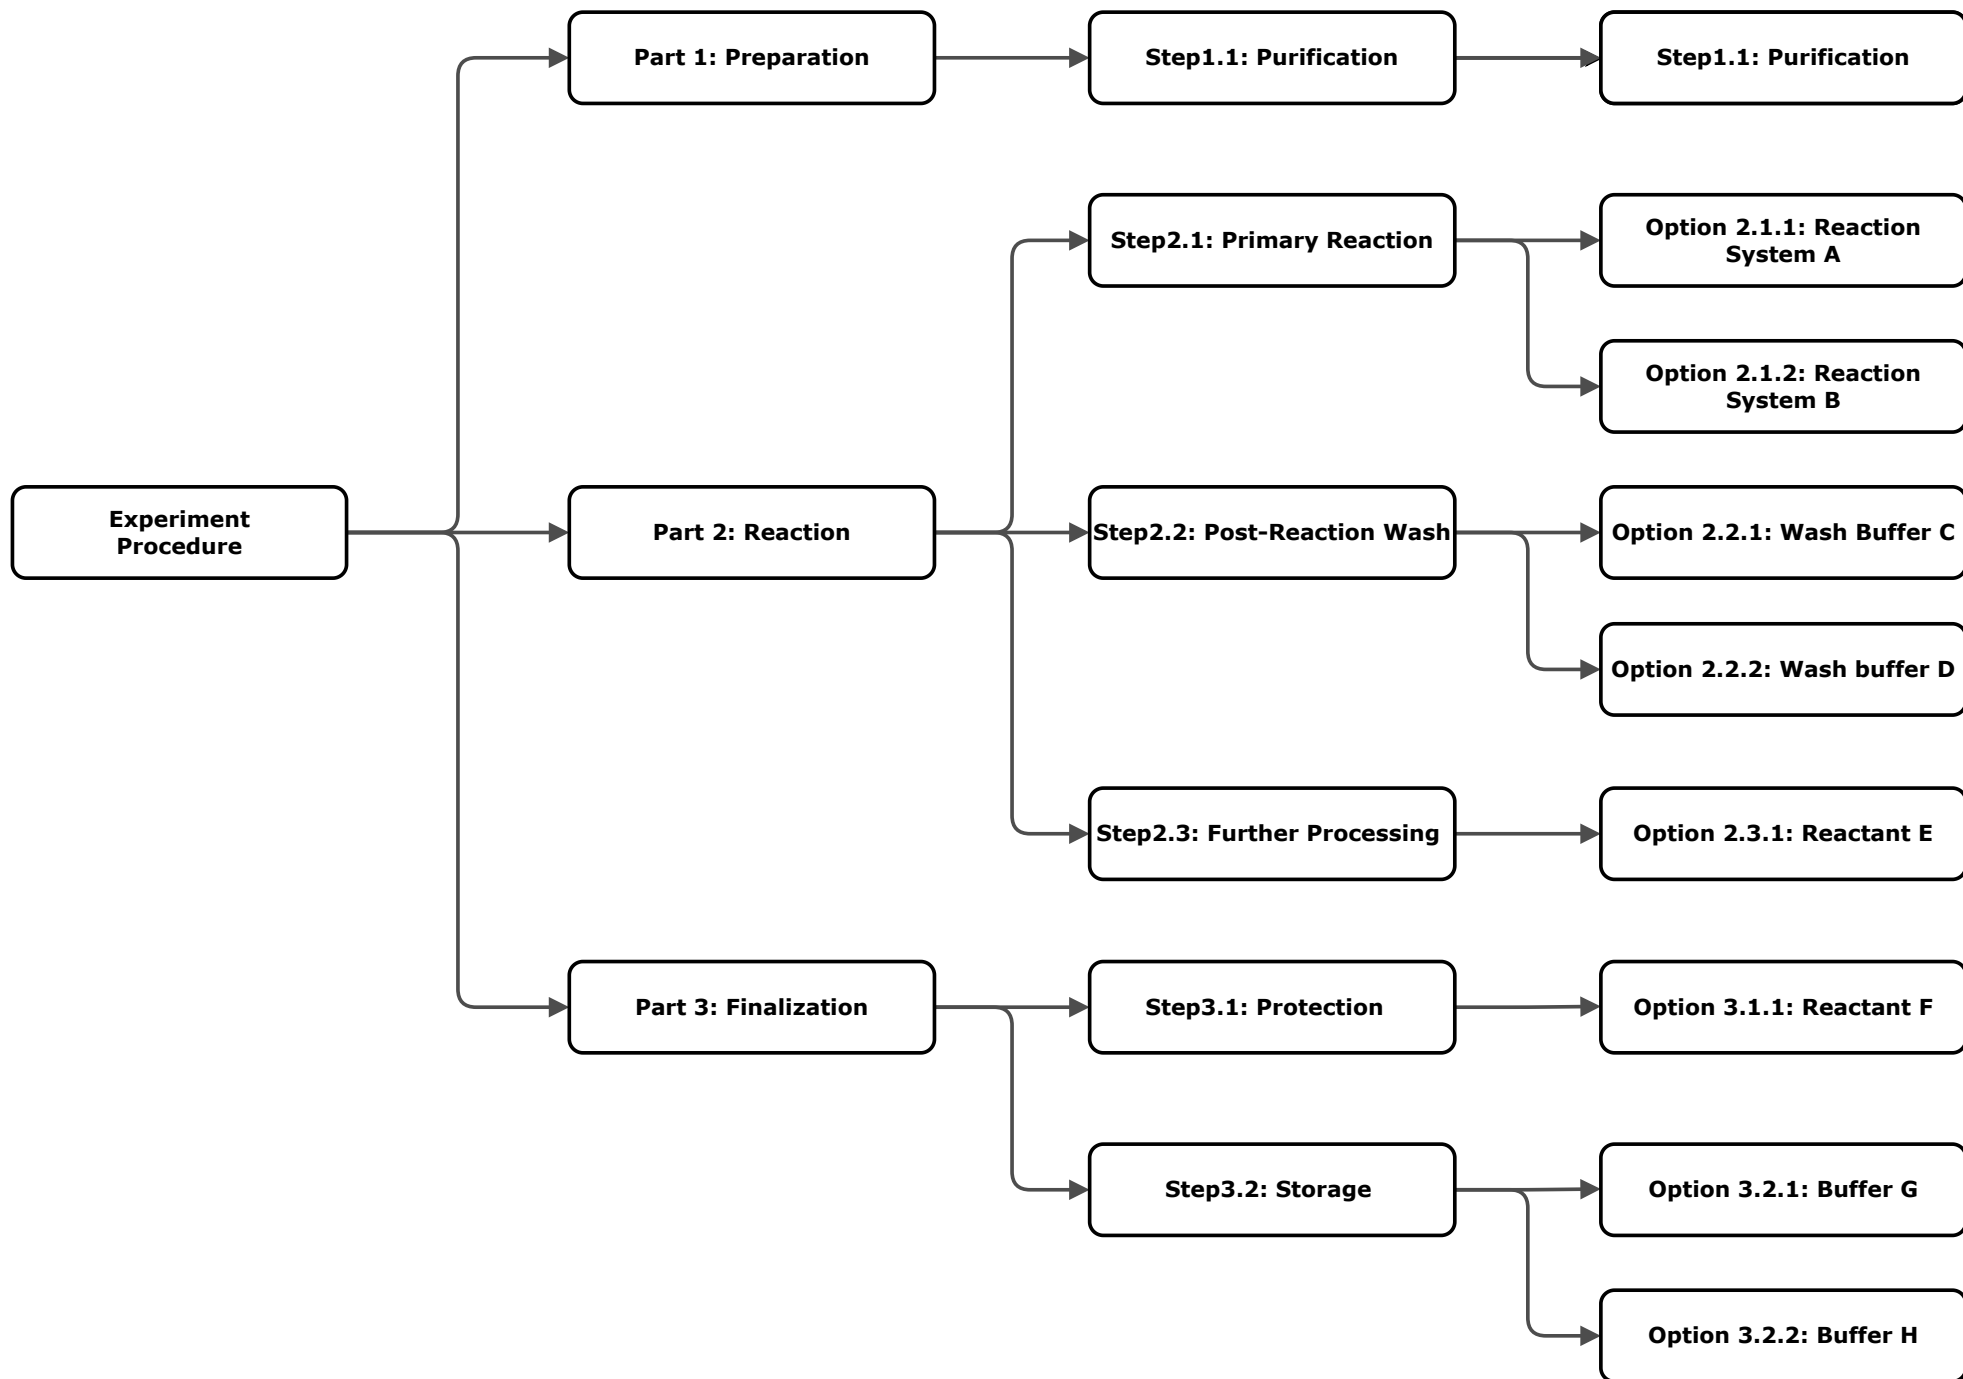 Part 1: Preparation
Step1.1: Purification
Step1.1: Purification
Step2.1: Primary Reaction
Option 2.1.1: Reaction
System A
Option 2.1.2: Reaction
System B
Experiment
Procedure
Part 2: Reaction
Step2.2: Post-Reaction Wash
Option 2.2.1: Wash Buffer C
Option 2.2.2: Wash buffer D
Step2.3: Further Processing
Option 2.3.1: Reactant E
Part 3: Finalization
Step3.1: Protection
Option 3.1.1: Reactant F
Step3.2: Storage
Option 3.2.1: Buffer G
Option 3.2.2: Buffer H